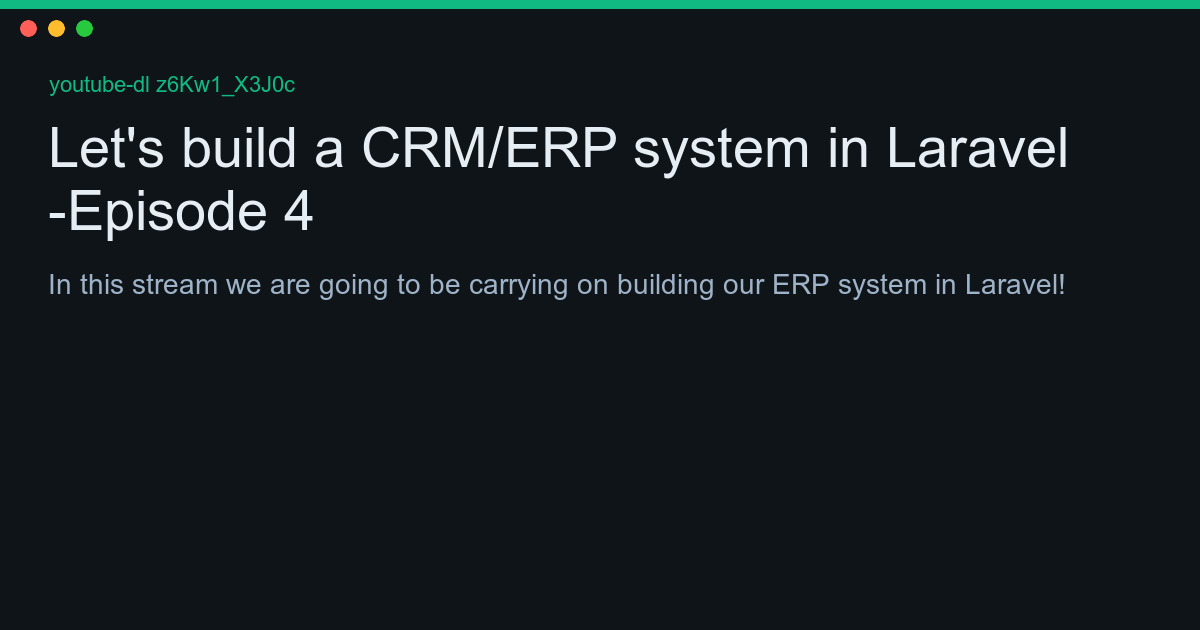 youtube-dl z6Kw1_X3J0c
Let's build a CRM/ERP system in Laravel
-Episode 4
In this stream we are going to be carrying on building our ERP system in Laravel!